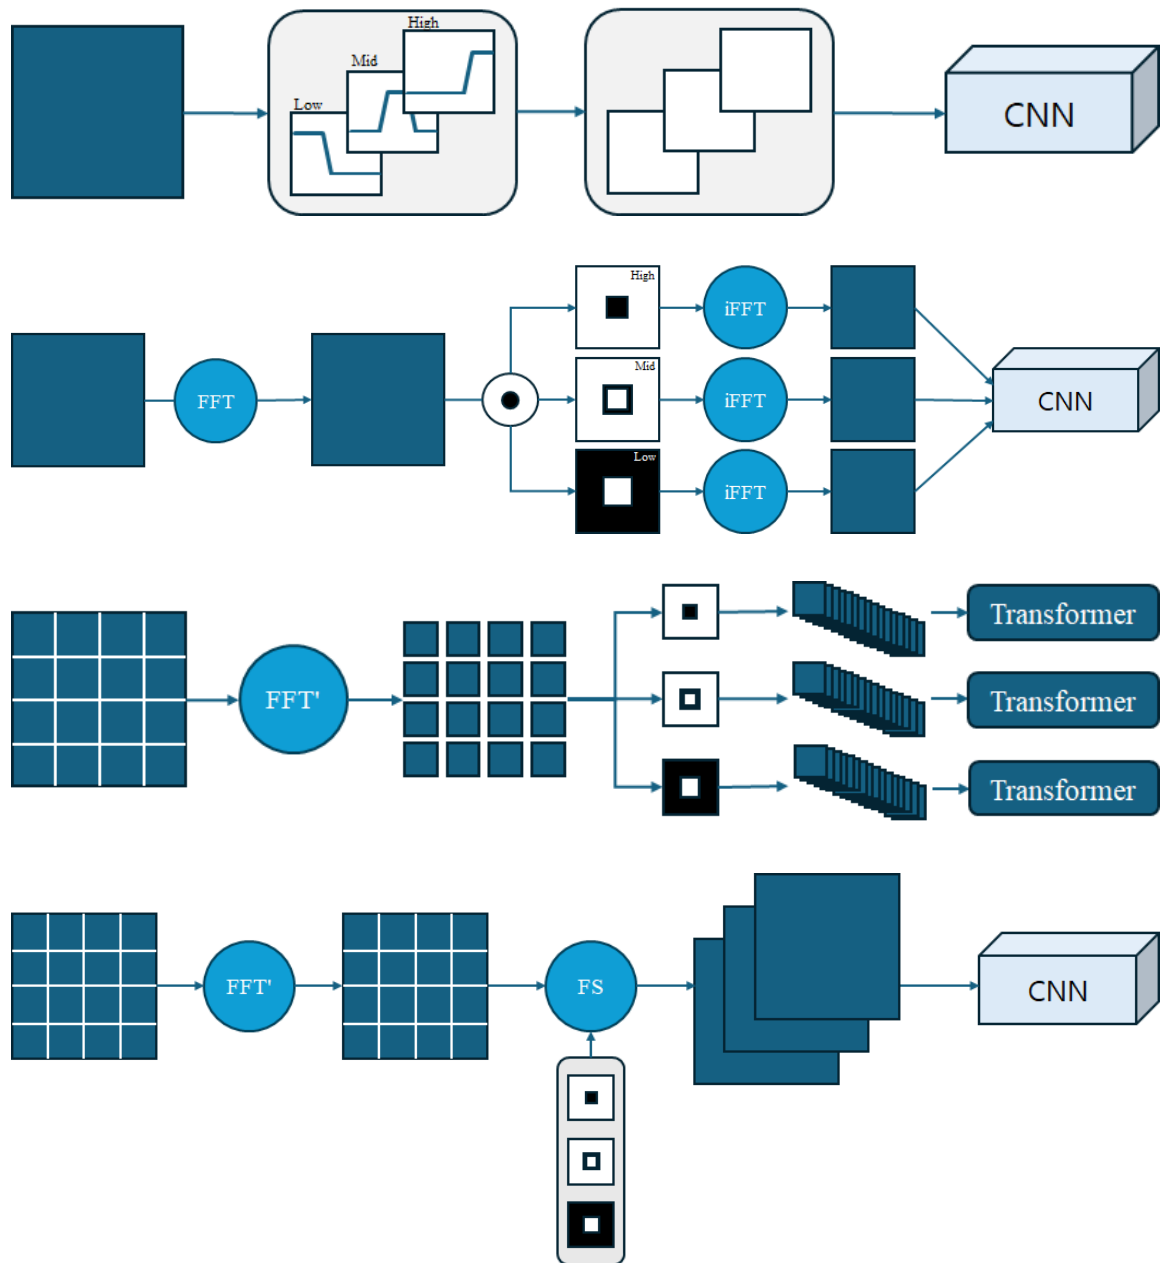 High
Mid
Low
CNN
High
iFFT
Mid
FFT
iFFT
CNN
Low
iFFT
Transformer
FFT'
Transformer
Transformer
FFT'
FS
CNN